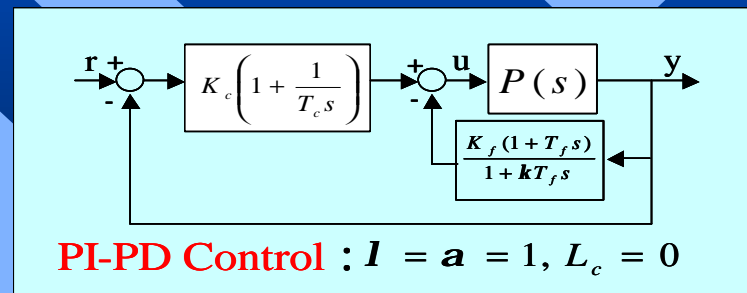 r + - K_c(1 + 1/(T_c s)) + - u P(s) y
K_f(1 + T_f s)/(1 + kT_f s)
PI-PD Control : l = a = 1, L_c = 0